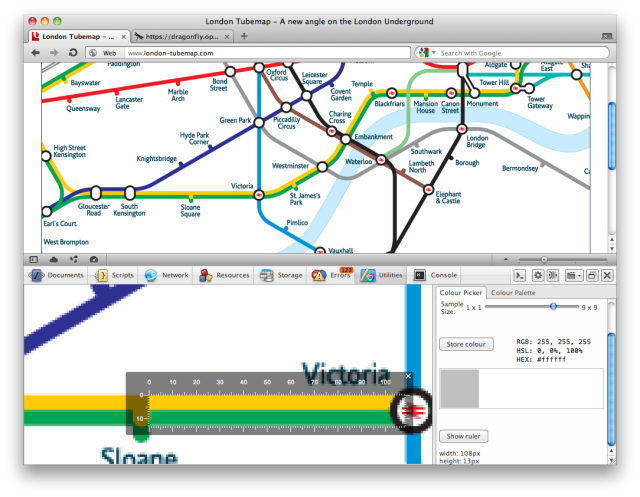 London Tubemap – A new angle on the London Underground
London Tubemap - A ne...
https://dragonfly.op...
Web
www.london-tubemap.com
Search with Google
Paddington
Bayswater
Queensway
Lancaster
Gate
Marble
Arch
Bond
Street
Oxford
Circus
Leicester
Square
Covent
Garden
Temple
Blackfriars
Mansion
House
Canon
Street
Monument
Tower Hill
Tower
Gateway
Aldgate
Aldgate
East
Sha
Wappin
Green Park
Piccadilly
Circus
Charing
Cross
Embankment
London
Bridge
Hyde Park
Corner
Knightsbridge
High Street
Kensington
Westminster
Waterloo
Southwark
Lambeth
North
Borough
Bermondsey
Ca
Victoria
St. James's
Park
Elephant
& Castle
Gloucester
Road
South
Kensington
Sloane
Square
Earl's Court
Pimlico
West Brompton
Vauxhall
Documents
Scripts
Network
Resources
Storage
Errors
123
Utilities
Console
Colour Picker
Colour Palette
Sample
Size:
1 x 1
9 x 9
Store colour
RGB: 255, 255, 255
HSL: 0, 0%, 100%
HEX: #ffffff
Show ruler
width: 108px
height: 13px
Victoria
0 10 20 30 40 50 60 70 80 90 100
0
10
Sloane